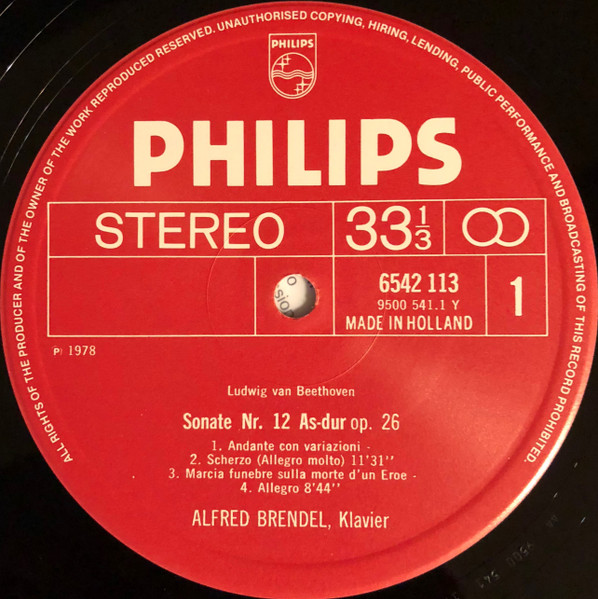 ALL RIGHTS OF THE PRODUCER AND OF THE OWNER OF THE WORK REPRODUCED RESERVED. UNAUTHORISED COPYING, HIRING, LENDING, PUBLIC PERFORMANCE AND BROADCASTING OF THIS RECORD PROHIBITED.
PHILIPS
PHILIPS
STEREO
33 1/3
6542 113
9500 541.1 Y
MADE IN HOLLAND
1
P) 1978
Ludwig van Beethoven
Sonate Nr. 12 As-dur op. 26
1. Andante con variazioni -
2. Scherzo (Allegro molto) 11'31''
3. Marcia funebre sulla morte d'un Eroe -
4. Allegro 8'44''
ALFRED BRENDEL, Klavier